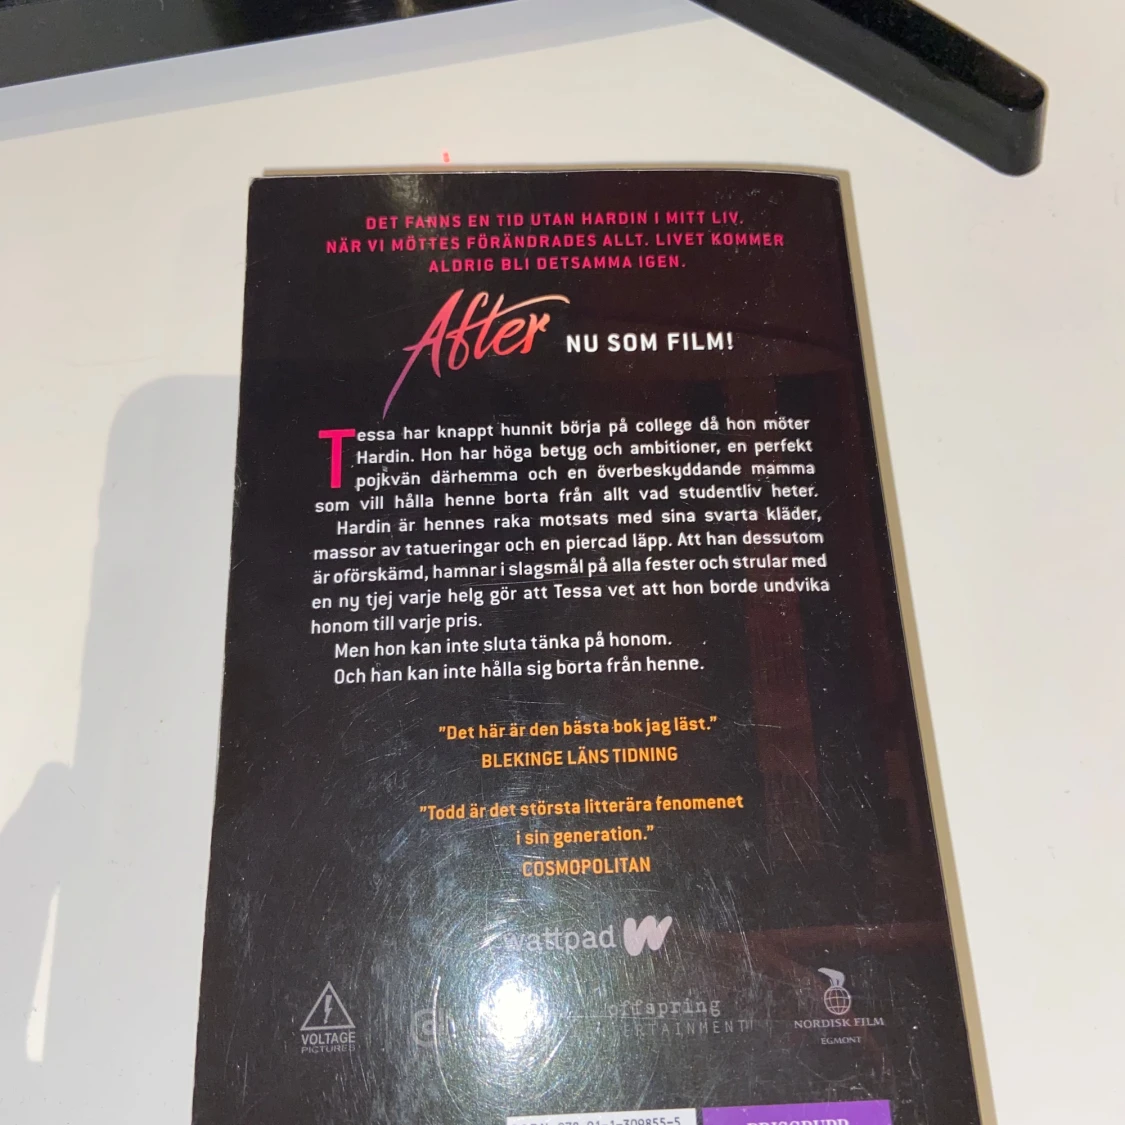 DET FANNS EN TID UTAN HARDIN I MITT LIV.
NÄR VI MÖTTES FÖRÄNDRADES ALLT. LIVET KOMMER
ALDRIG BLI DETSAMMA IGEN.
After NU SOM FILM!
Tessa har knappt hunnit börja på college då hon möter
Hardin. Hon har höga betyg och ambitioner, en perfekt
pojkvän därhemma och en överbeskyddande mamma
som vill hålla henne borta från allt vad studentliv heter.
Hardin är hennes raka motsats med sina svarta kläder,
massor av tatueringar och en piercad läpp. Att han dessutom
är oförskämd, hamnar i slagsmål på alla fester och strular med
en ny tjej varje helg gör att Tessa vet att hon borde undvika
honom till varje pris.
Men hon kan inte sluta tänka på honom.
Och han kan inte hålla sig borta från henne.
”Det här är den bästa bok jag läst.”
BLEKINGE LÄNS TIDNING
”Todd är det största litterära fenomenet
i sin generation.”
COSMOPOLITAN
wattpad W
VOLTAGE
PICTURES
offspring
NORDISK FILM
EGMONT